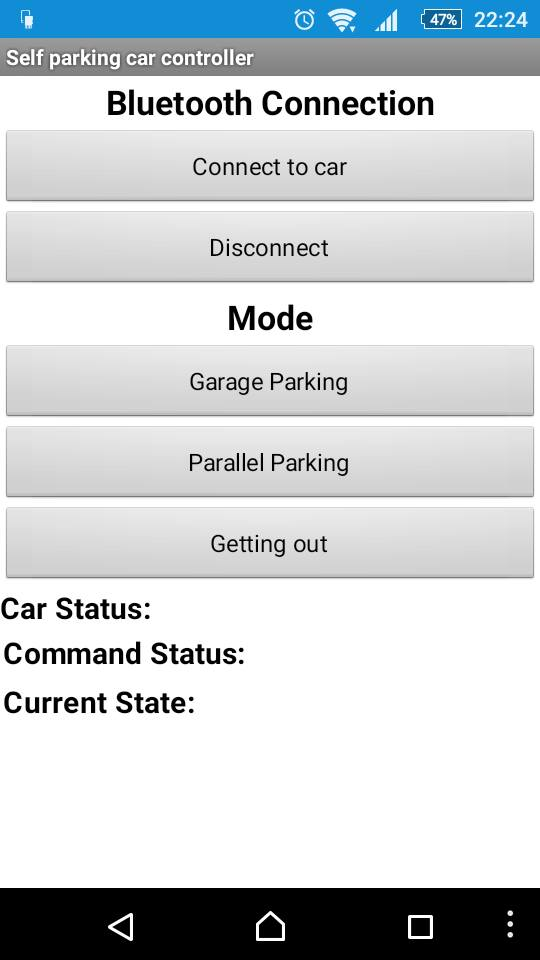 47% 22:24
Self parking car controller
Bluetooth Connection
Connect to car
Disconnect
Mode
Garage Parking
Parallel Parking
Getting out
Car Status:
Command Status:
Current State: